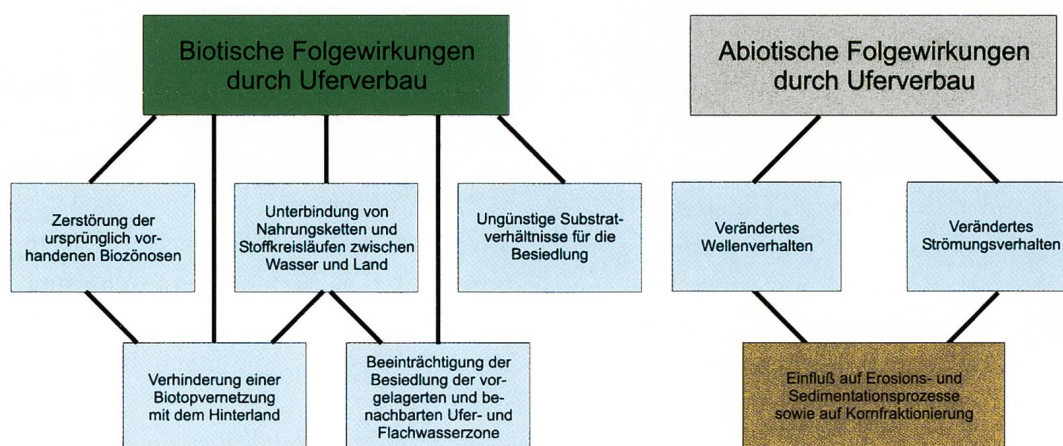 Biotische Folgewirkungen
durch Uferverbau
Abiotische Folgewirkungen
durch Uferverbau
Zerstörung der
ursprünglich vor-
handenen Biozönosen
Unterbindung von
Nahrungsketten und
Stoffkreisläufen zwischen
Wasser und Land
Ungünstige Substrat-
verhältnisse für die
Besiedlung
Verändertes
Wellenverhalten
Verändertes
Strömungsverhalten
Verhinderung einer
Biotopvernetzung
mit dem Hinterland
Beeinträchtigung der
Besiedlung der vor-
gelagerten und be-
nachbarten Ufer- und
Flachwasserzone
Einfluß auf Erosions- und
Sedimentationsprozesse
sowie auf Kornfraktionierung